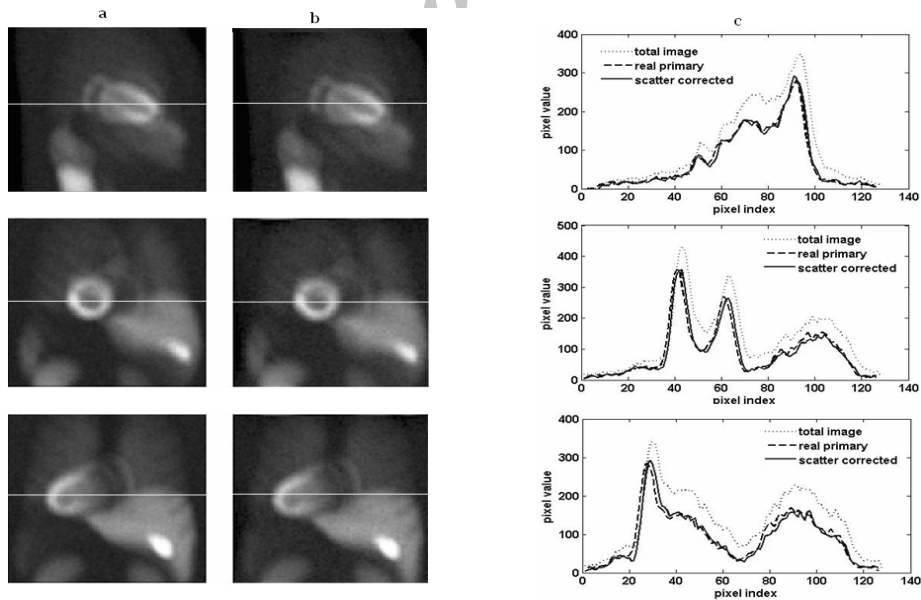 a b c
400
300
200
100
0
total image
real primary
scatter corrected
pixel value
0 20 40 60 80 100 120 140
pixel index
500
400
300
200
100
0
total image
real primary
scatter corrected
pixel value
0 20 40 60 80 100 120 140
pixel index
400
300
200
100
0
total image
real primary
scatter corrected
pixel value
0 20 40 60 80 100 120 140
pixel index